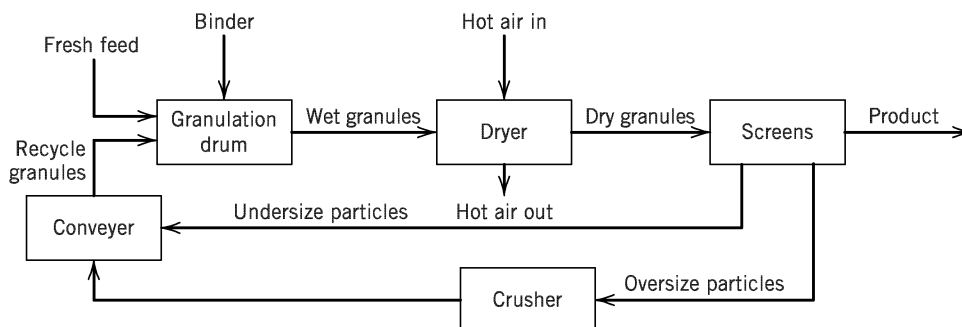 Binder
Hot air in
Fresh feed
Granulation
drum
Wet granules
Dryer
Dry granules
Screens
Product
Recycle
granules
Conveyer
Undersize particles
Hot air out
Crusher
Oversize particles